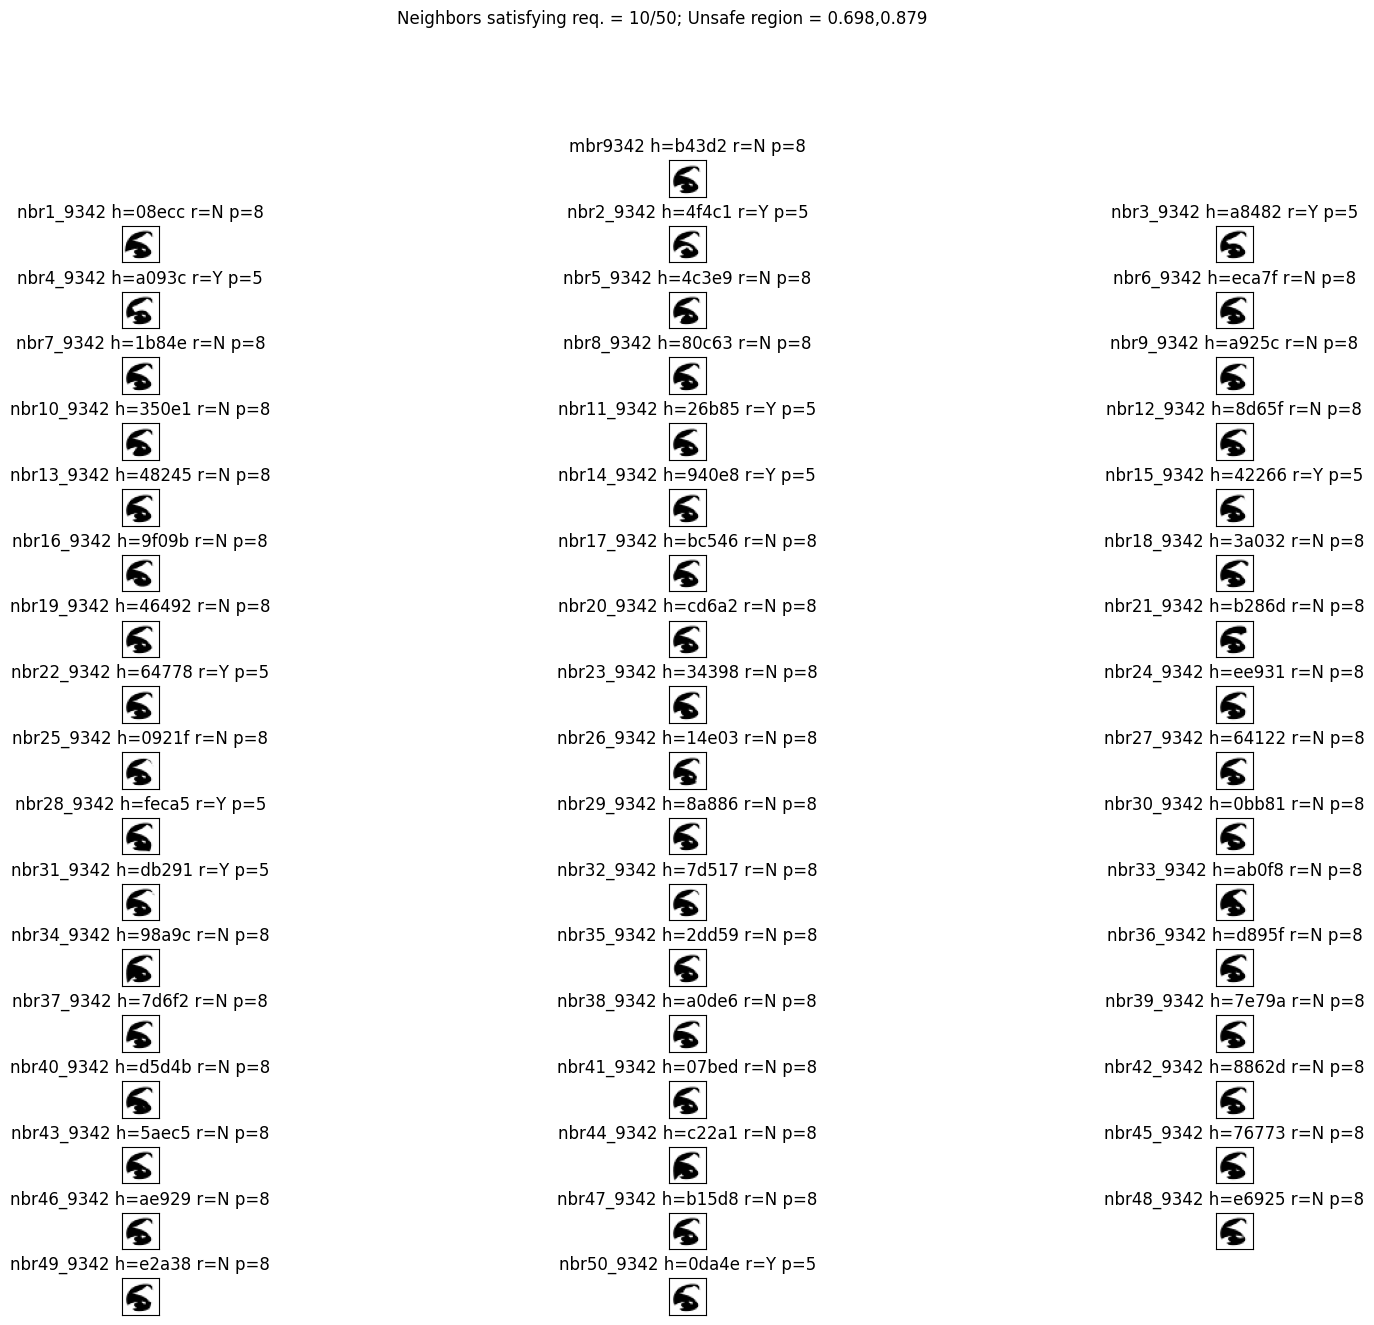 Neighbors satisfying req. = 10/50; Unsafe region = 0.698,0.879
mbr9342 h=b43d2 r=N p=8
nbr1_9342 h=08ecc r=N p=8
nbr2_9342 h=4f4c1 r=Y p=5
nbr3_9342 h=a8482 r=Y p=5
nbr4_9342 h=a093c r=Y p=5
nbr5_9342 h=4c3e9 r=N p=8
nbr6_9342 h=eca7f r=N p=8
nbr7_9342 h=1b84e r=N p=8
nbr8_9342 h=80c63 r=N p=8
nbr9_9342 h=a925c r=N p=8
nbr10_9342 h=350e1 r=N p=8
nbr11_9342 h=26b85 r=Y p=5
nbr12_9342 h=8d65f r=N p=8
nbr13_9342 h=48245 r=N p=8
nbr14_9342 h=940e8 r=Y p=5
nbr15_9342 h=42266 r=Y p=5
nbr16_9342 h=9f09b r=N p=8
nbr17_9342 h=bc546 r=N p=8
nbr18_9342 h=3a032 r=N p=8
nbr19_9342 h=46492 r=N p=8
nbr20_9342 h=cd6a2 r=N p=8
nbr21_9342 h=b286d r=N p=8
nbr22_9342 h=64778 r=Y p=5
nbr23_9342 h=34398 r=N p=8
nbr24_9342 h=ee931 r=N p=8
nbr25_9342 h=0921f r=N p=8
nbr26_9342 h=14e03 r=N p=8
nbr27_9342 h=64122 r=N p=8
nbr28_9342 h=feca5 r=Y p=5
nbr29_9342 h=8a886 r=N p=8
nbr30_9342 h=0bb81 r=N p=8
nbr31_9342 h=db291 r=Y p=5
nbr32_9342 h=7d517 r=N p=8
nbr33_9342 h=ab0f8 r=N p=8
nbr34_9342 h=98a9c r=N p=8
nbr35_9342 h=2dd59 r=N p=8
nbr36_9342 h=d895f r=N p=8
nbr37_9342 h=7d6f2 r=N p=8
nbr38_9342 h=a0de6 r=N p=8
nbr39_9342 h=7e79a r=N p=8
nbr40_9342 h=d5d4b r=N p=8
nbr41_9342 h=07bed r=N p=8
nbr42_9342 h=8862d r=N p=8
nbr43_9342 h=5aec5 r=N p=8
nbr44_9342 h=c22a1 r=N p=8
nbr45_9342 h=76773 r=N p=8
nbr46_9342 h=ae929 r=N p=8
nbr47_9342 h=b15d8 r=N p=8
nbr48_9342 h=e6925 r=N p=8
nbr49_9342 h=e2a38 r=N p=8
nbr50_9342 h=0da4e r=Y p=5